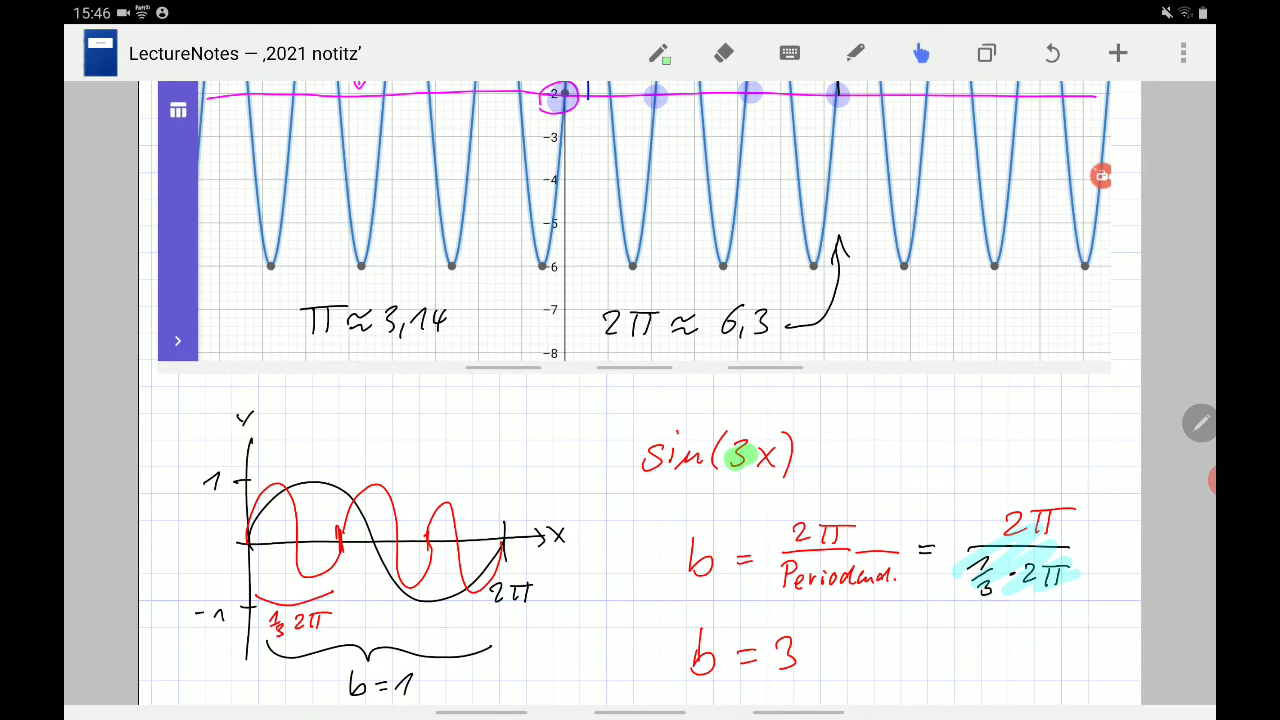 15:46
LectureNotes — ‚2021 notitz’
2
−3
−4
−5
−6
−7
−8
π ≈ 3,14
2π ≈ 6,3
y
1
x
-1
2π
1/3 2π
b = 1
sin(3x)
b = 2π / Periodend. = 2π / (1/3 · 2π)
b = 3